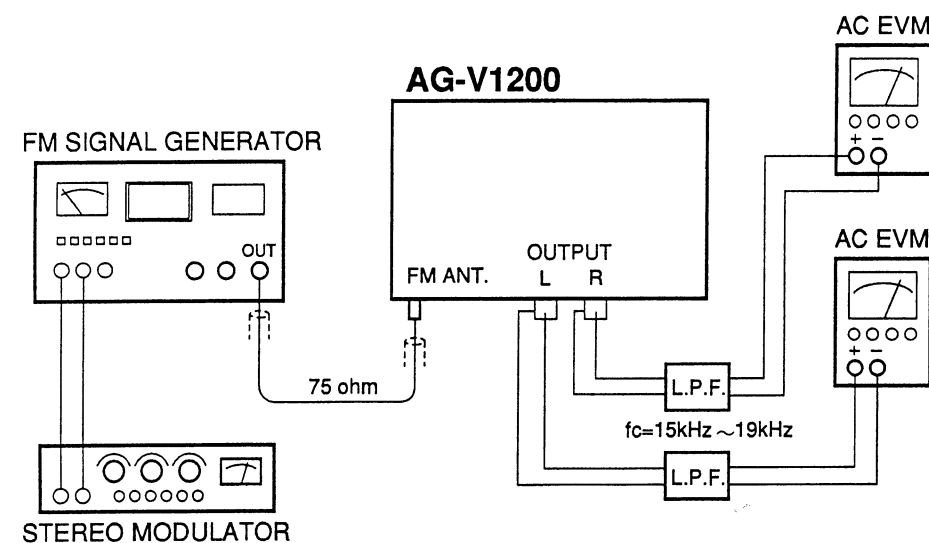 AC EVM
AG-V1200
FM SIGNAL GENERATOR
+ −
OUT
OUTPUT
FM ANT. L R
AC EVM
+ −
75 ohm
L.P.F.
fc=15kHz ~19kHz
L.P.F.
STEREO MODULATOR